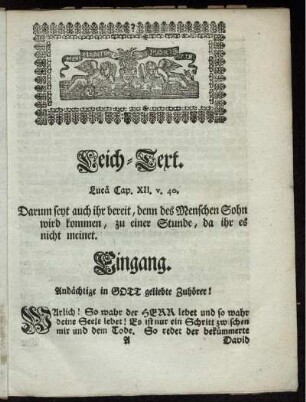 Leich-Text.
Lucä Cap. XII. v. 40.
Darum seyt auch ihr bereit, denn des Menschen Sohn
wird kommen, zu einer Stunde, da ihr es
nicht meinet.
Eingang.
Andächtige in GOTT geliebte Zuhörer!
WArlich! So wahr der HERR lebet und so wahr
deine Seele lebet! Es ist nur ein Schritt zwischen
mir und dem Tode. So redet der bekümmerte
A David